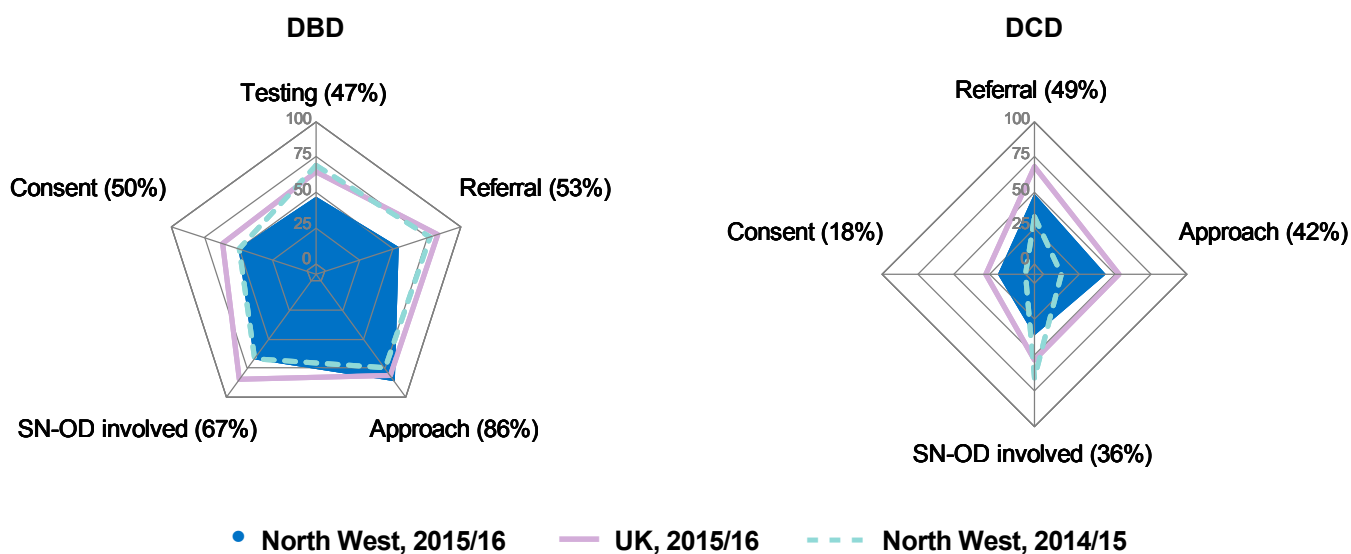 DBD
DCD
Testing (47%)
Referral (49%)
100
100
75
75
Consent (50%)
Referral (53%)
50
50
25
25
Consent (18%)
Approach (42%)
0
0
SN-OD involved (67%)
Approach (86%)
SN-OD involved (36%)
North West, 2015/16
UK, 2015/16
North West, 2014/15